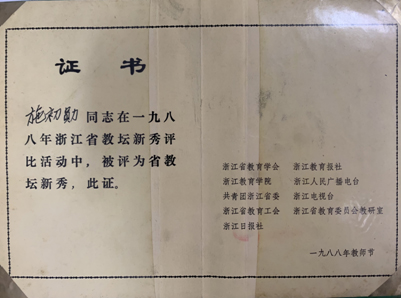 证书
施初勋同志在一九八
八年浙江省教坛新秀评
比活动中，被评为省教
坛新秀，此证。
浙江省教育学会 浙江教育报社
浙江教育学院 浙江人民广播电台
共青团浙江省委 浙江电视台
浙江省教育工会 浙江省教育委员会教研室
浙江日报社
一九八八年教师节